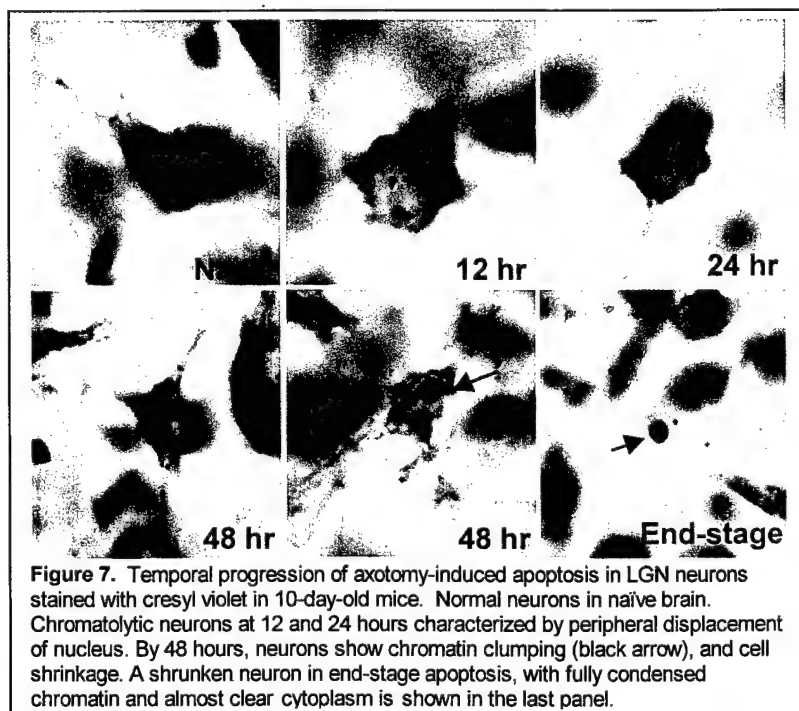 12 hr
24 hr
48 hr
48 hr
End-stage
Figure 7. Temporal progression of axotomy-induced apoptosis in LGN neurons
stained with cresyl violet in 10-day-old mice. Normal neurons in naïve brain.
Chromatolytic neurons at 12 and 24 hours characterized by peripheral displacement
of nucleus. By 48 hours, neurons show chromatin clumping (black arrow), and cell
shrinkage. A shrunken neuron in end-stage apoptosis, with fully condensed
chromatin and almost clear cytoplasm is shown in the last panel.